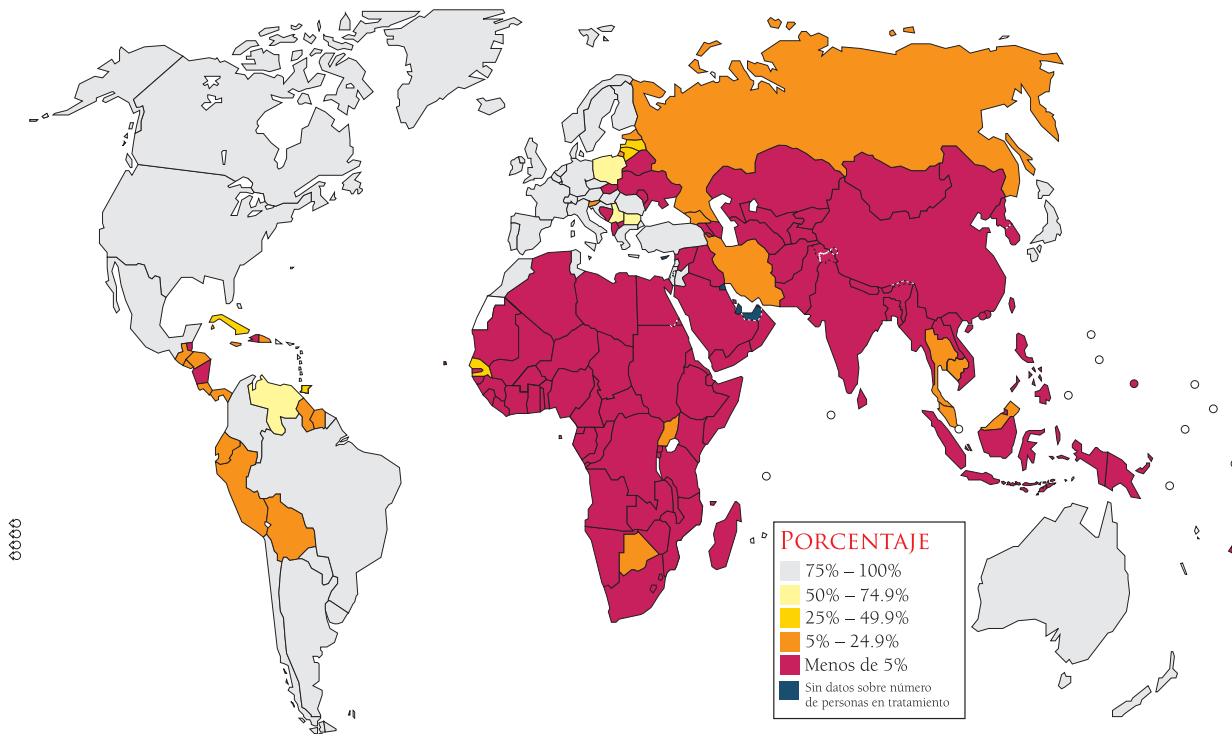 PORCENTAJE
75% – 100%
50% – 74.9%
25% – 49.9%
5% – 24.9%
Menos de 5%
Sin datos sobre número
de personas en tratamiento